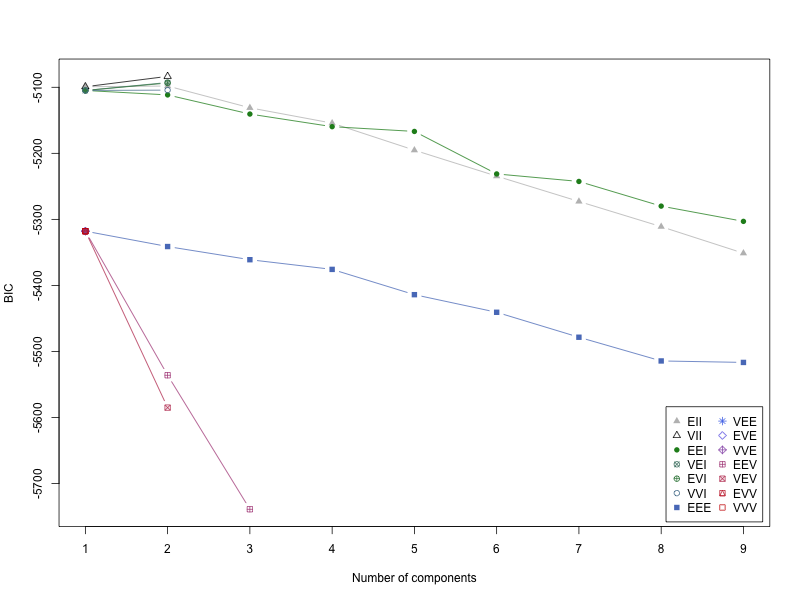 -5100
-5200
-5300
-5400
-5500
-5600
-5700
BIC
1 2 3 4 5 6 7 8 9
Number of components
EII VEE
VII EVE
EEI VVE
VEI EEV
EVI VEV
VVI EVV
EEE VVV